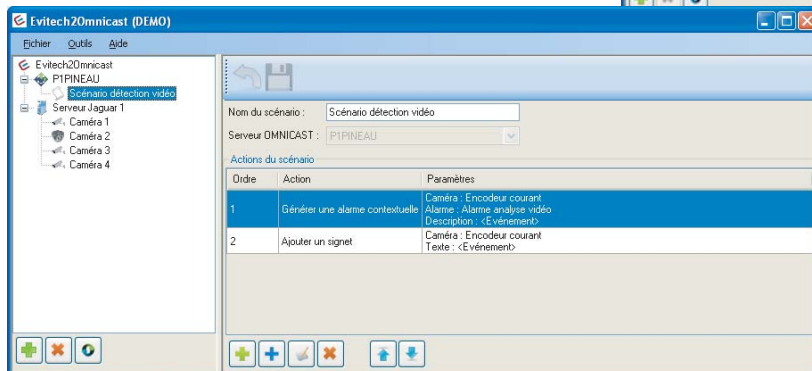 Evitech2Omnicast (DEMO)
Fichier Outils Aide
Evitech2Omnicast
P1PINEAU
Scénario détection vidéo
Serveur Jaguar 1
Caméra 1
Caméra 2
Caméra 3
Caméra 4
Nom du scénario : Scénario détection vidéo
Serveur OMNICAST : P1PINEAU
Actions du scénario
Ordre Action Paramètres
1 Générer une alarme contextuelle Caméra : Encodeur courant
Alarme : Alarme analyse vidéo
Description : <Evénement>
2 Ajouter un signet Caméra : Encodeur courant
Texte : <Evénement>